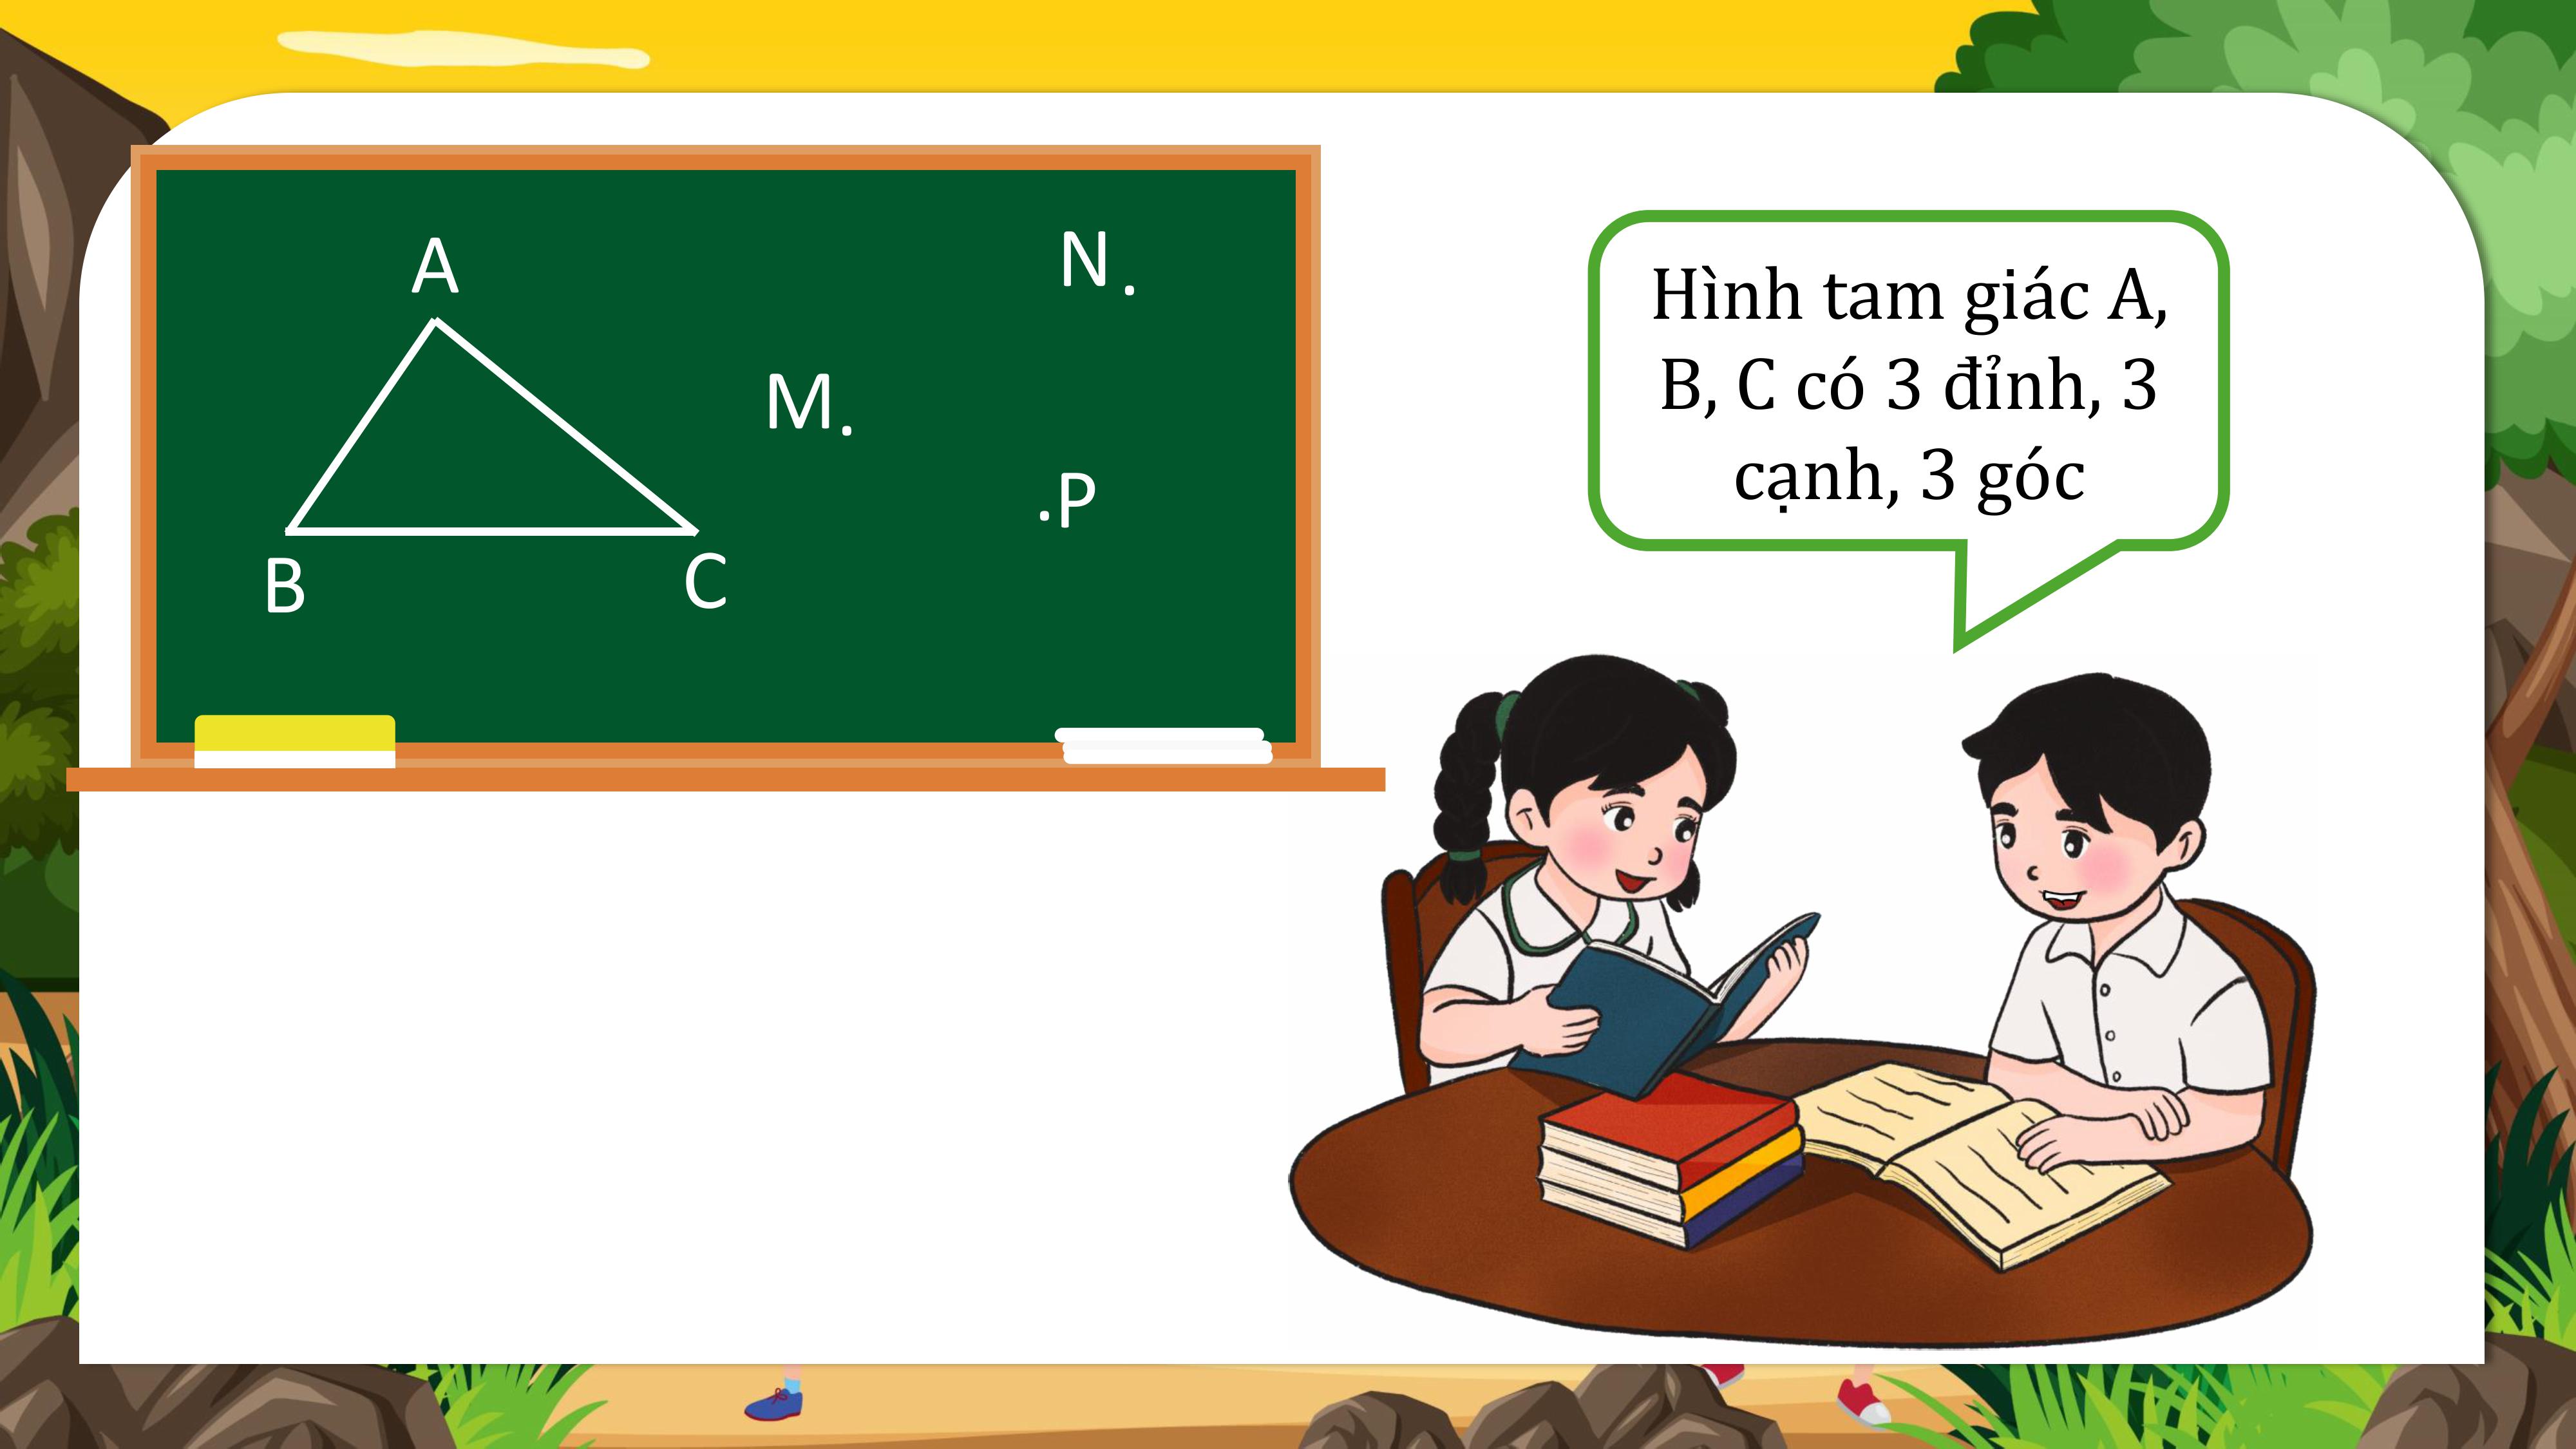 A
N .
M.
.P
B
C
Hình tam giác A,
B, C có 3 đỉnh, 3
cạnh, 3 góc